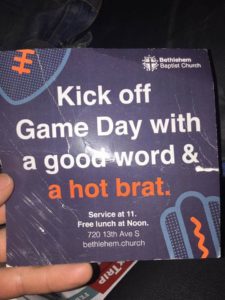 Bethlehem
Baptist Church
Kick off
Game Day with
a good word &
a hot brat.
Service at 11.
Free lunch at Noon.
720 13th Ave S
bethlehem.church